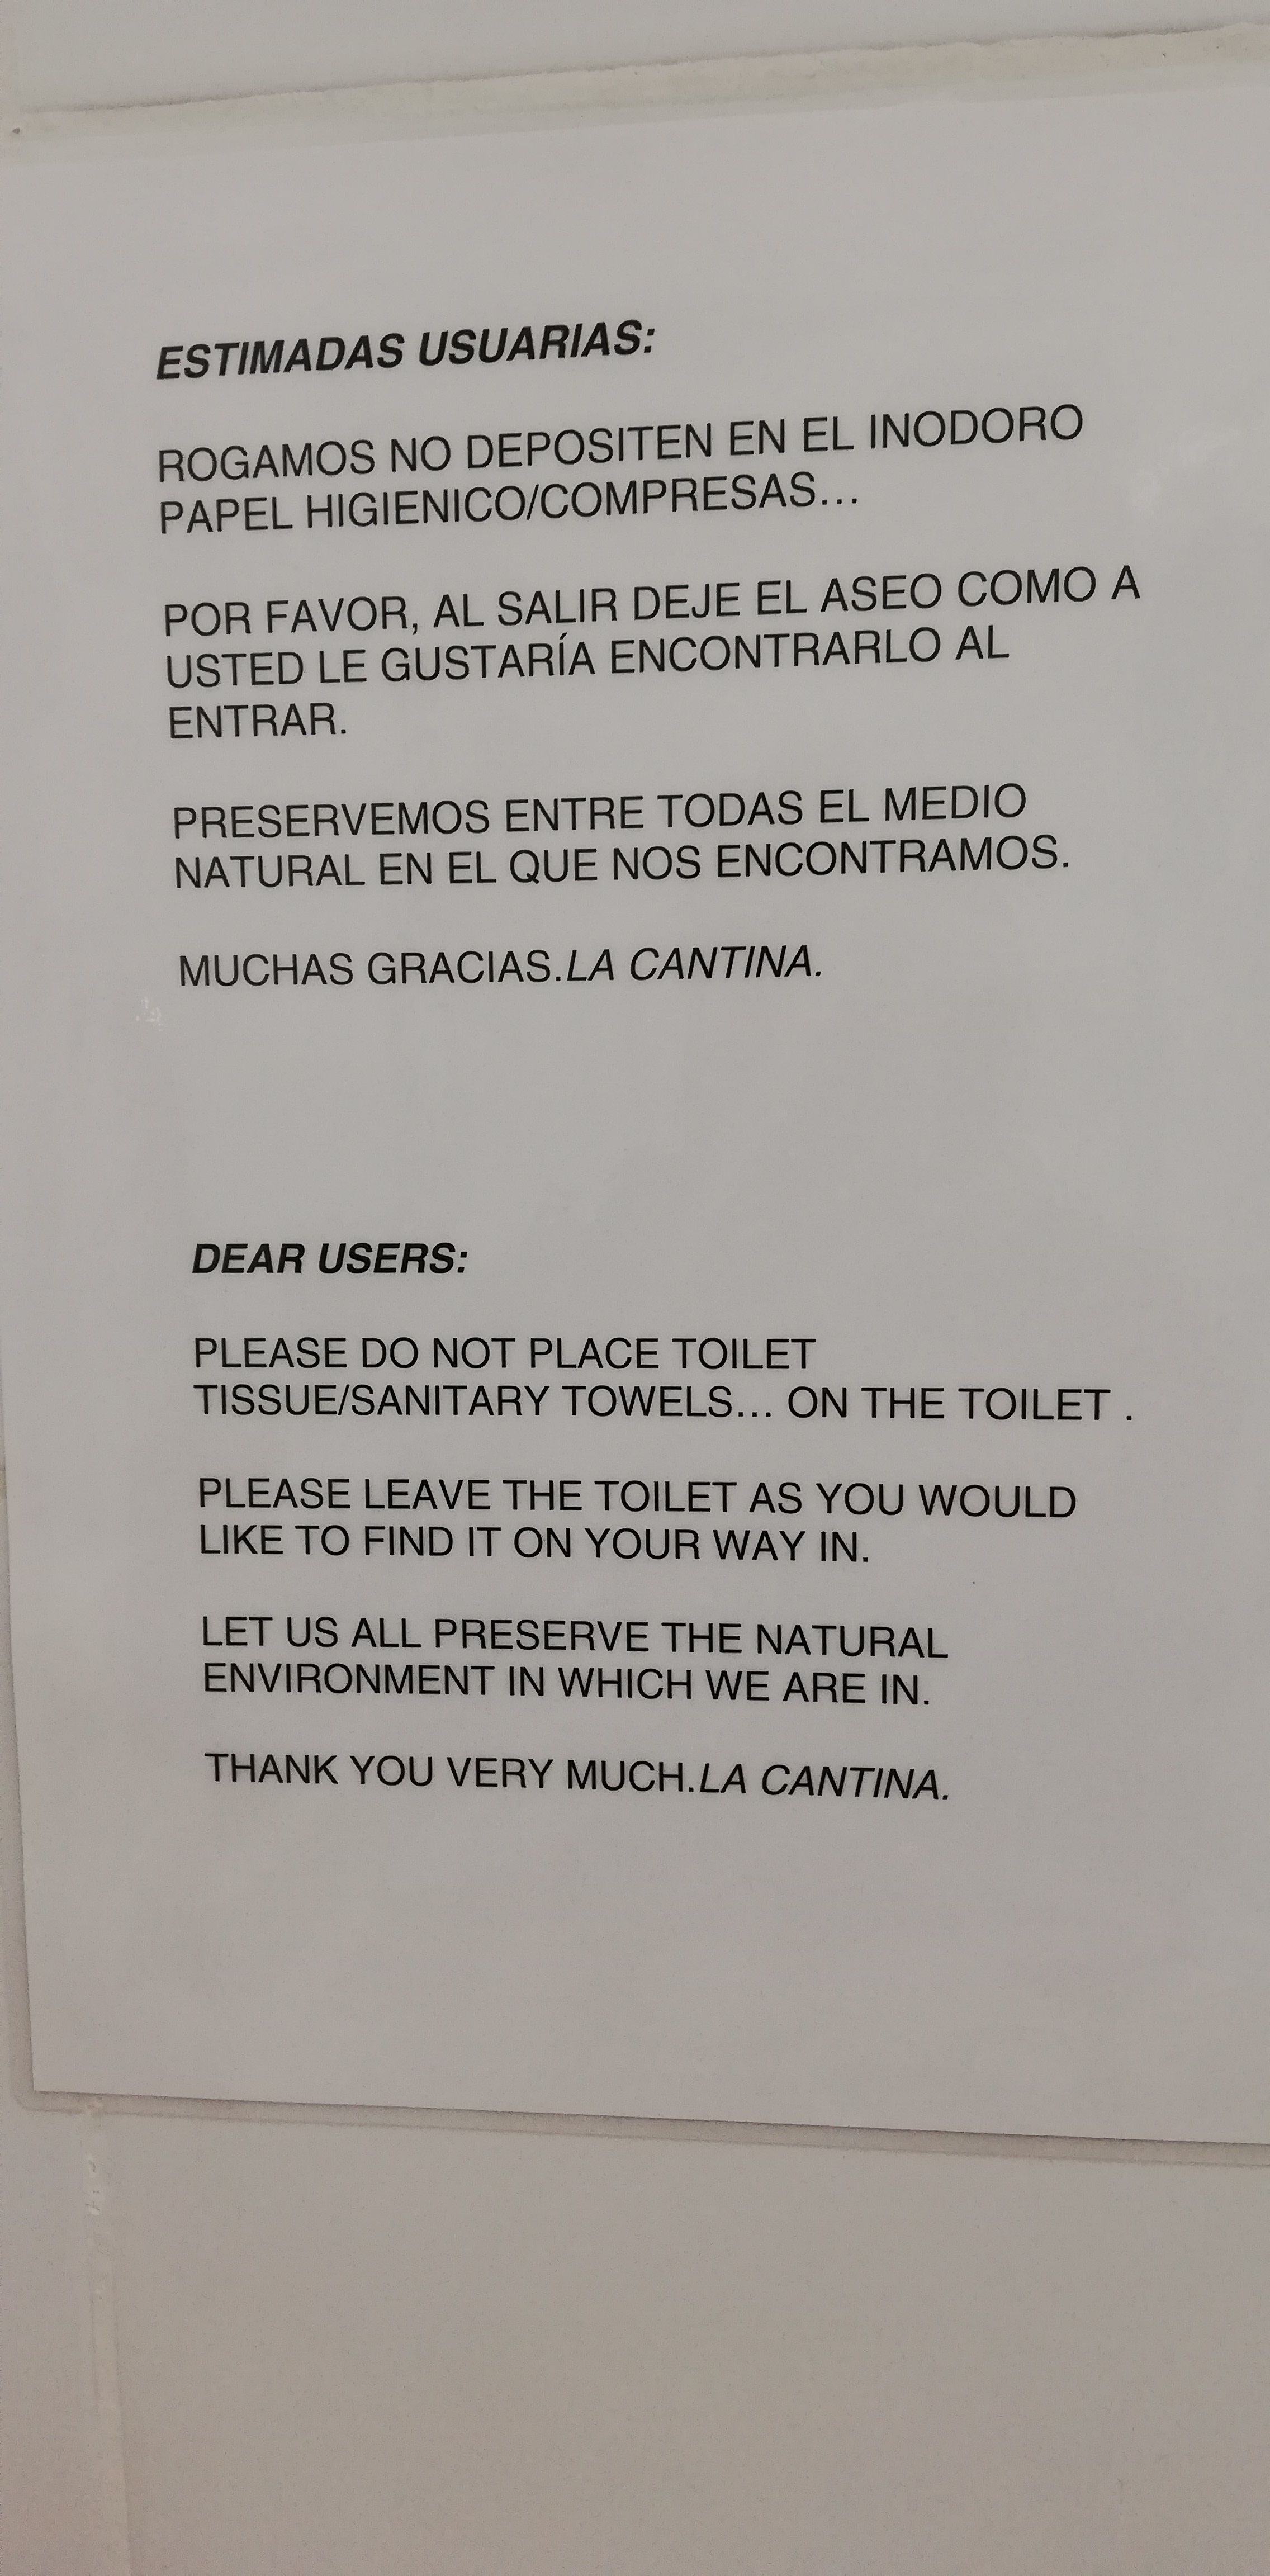 ESTIMADAS USUARIAS:
ROGAMOS NO DEPOSITEN EN EL INODORO
PAPEL HIGIENICO/COMPRESAS...
POR FAVOR, AL SALIR DEJE EL ASEO COMO A
USTED LE GUSTARÍA ENCONTRARLO AL
ENTRAR.
PRESERVEMOS ENTRE TODAS EL MEDIO
NATURAL EN EL QUE NOS ENCONTRAMOS.
MUCHAS GRACIAS.LA CANTINA.
DEAR USERS:
PLEASE DO NOT PLACE TOILET
TISSUE/SANITARY TOWELS... ON THE TOILET .
PLEASE LEAVE THE TOILET AS YOU WOULD
LIKE TO FIND IT ON YOUR WAY IN.
LET US ALL PRESERVE THE NATURAL
ENVIRONMENT IN WHICH WE ARE IN.
THANK YOU VERY MUCH.LA CANTINA.